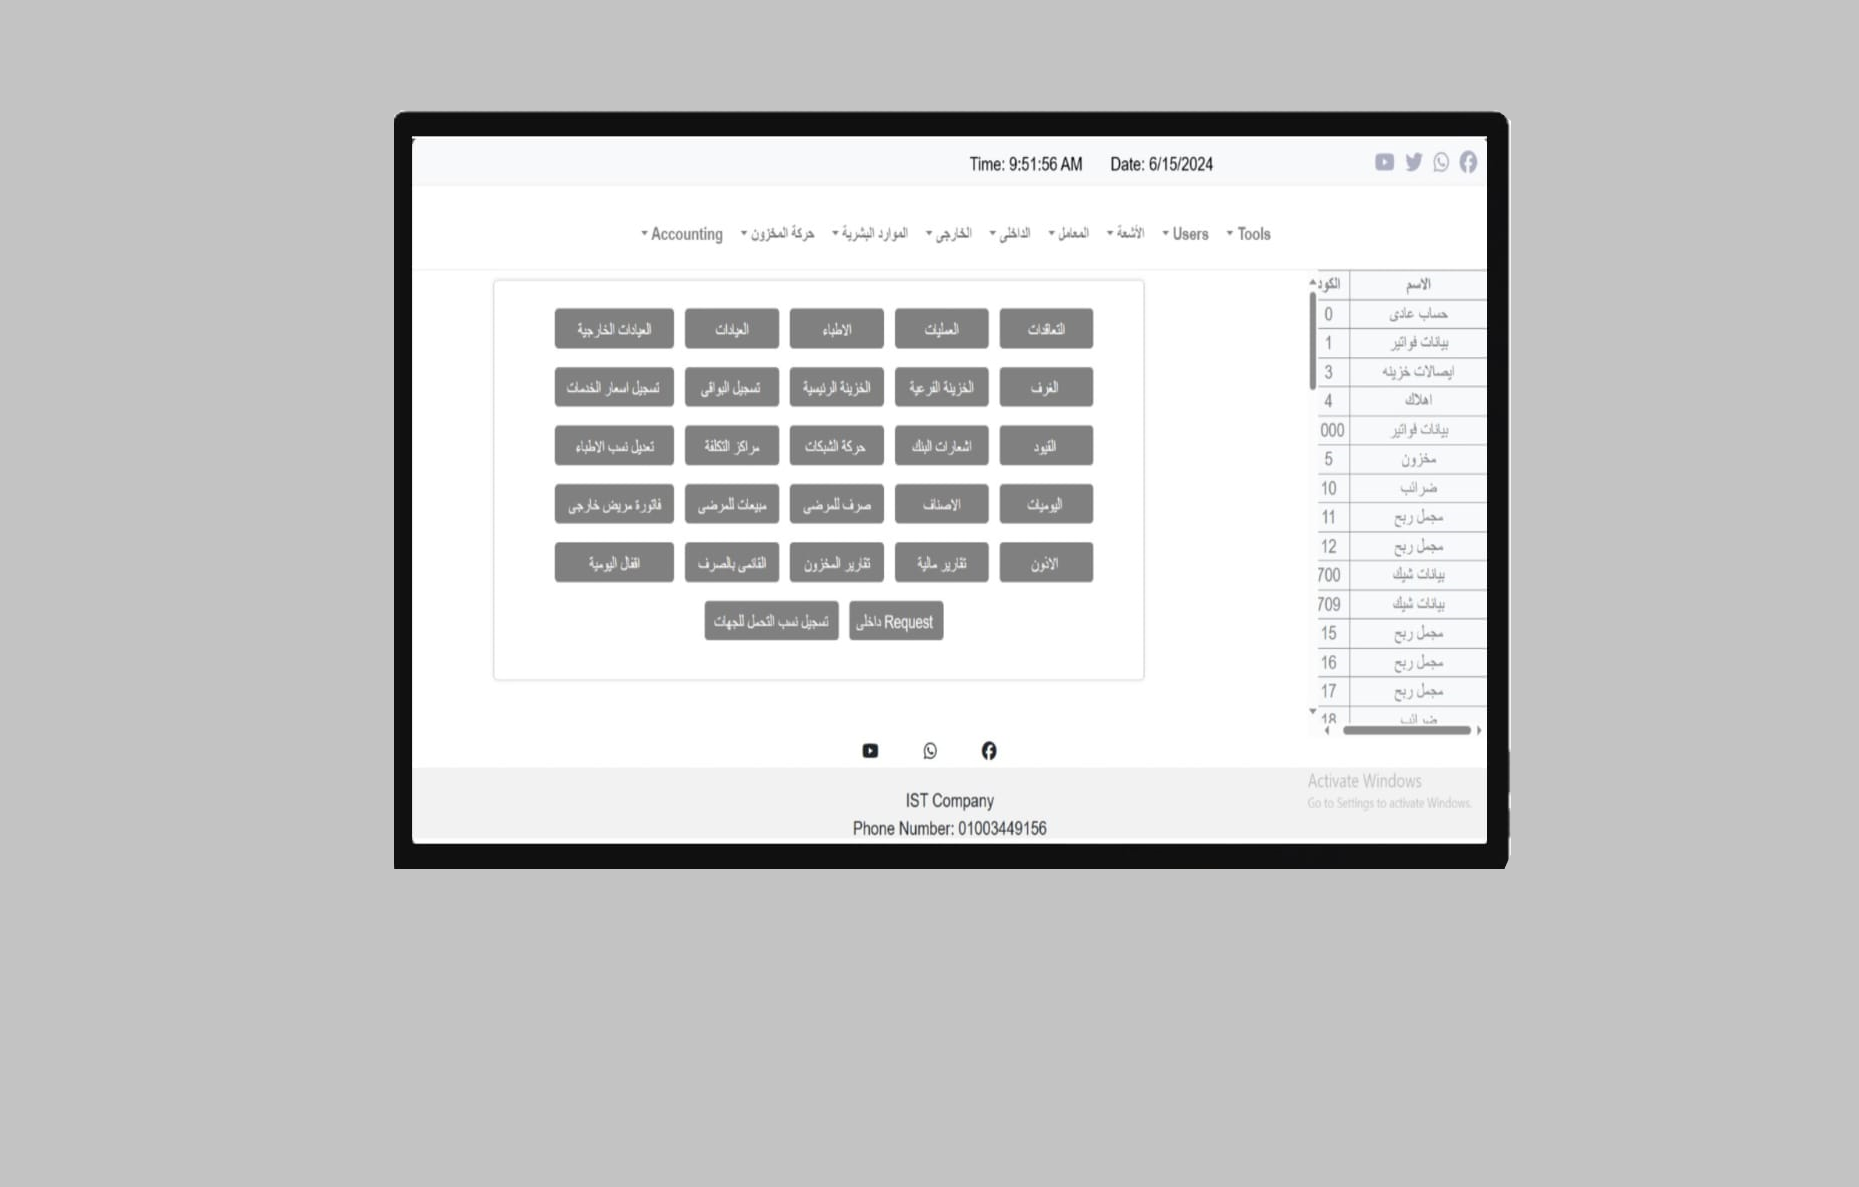 Time: 9:51:56 AM Date: 6/15/2024
Tools Users الأشعة المعامل الداخلى الخارجى الموارد البشرية حركة المخزون Accounting
التعاقدات العمليات الاطباء العيادات العيادات الخارجية
الغرف الخزينة الفرعية الخزينة الرئيسية تسجيل البواقى تسجيل اسعار الخدمات
القيود اشعارات البنك حركة الشيكات مراكز التكلفة تعديل نسب الاطباء
اليوميات الاصناف صرف للمرضى مبيعات للمرضى فاتورة مريض خارجى
الاذون تقارير مالية تقارير المخزون القائمى بالصرف اقفال اليومية
Request داخلى تسجيل نسب التحمل للجهات
الاسم الكود
حساب عادى 0
بيانات فواتير 1
ايصالات خزينه 3
اهلاك 4
بيانات فواتير 000
مخزون 5
ضرائب 10
مجمل ربح 11
مجمل ربح 12
بيانات شيك 700
بيانات شيك 709
مجمل ربح 15
مجمل ربح 16
مجمل ربح 17
ضرائب 18
Activate Windows
Go to Settings to activate Windows.
IST Company
Phone Number: 01003449156